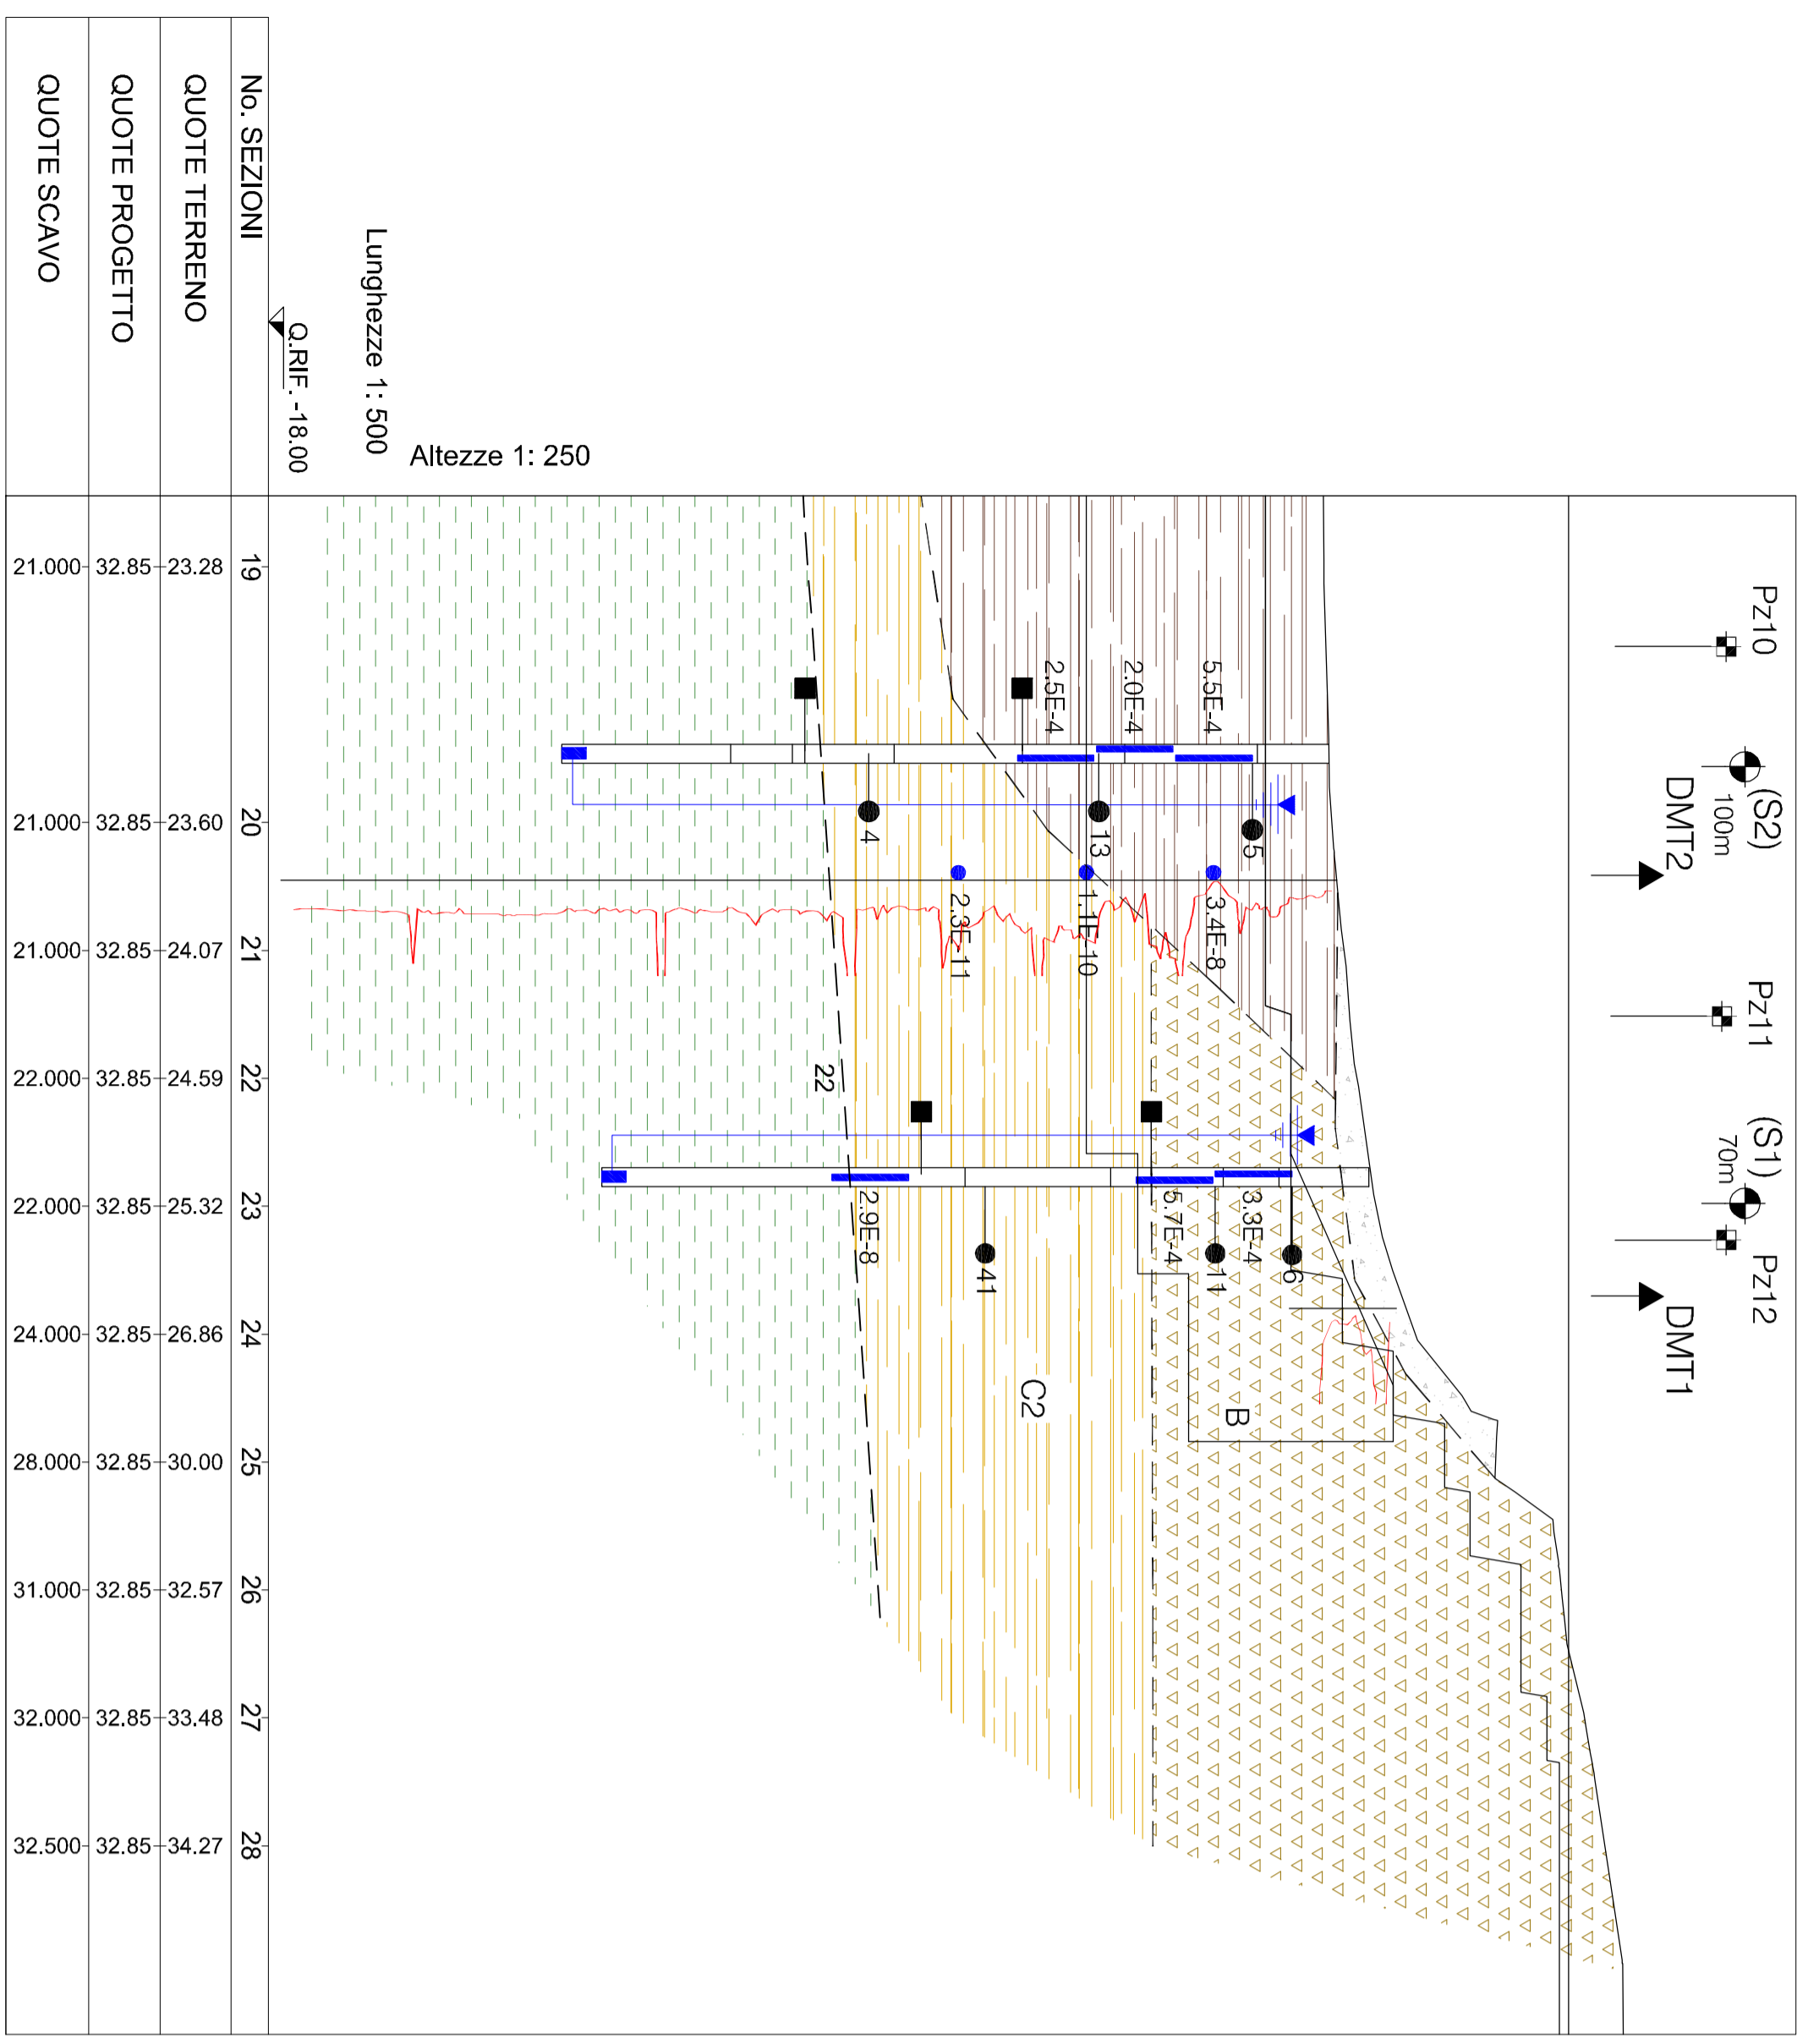 Pz10
(S2)
100m
DMT2
Pz11
(S1)
70m
Pz12
DMT1
5.5E-4
2.0E-4
2.5E-4
5
13
4
3.4E-8
1.1E-10
2.3E-11
22
6
3.3E-4
11
5.7E-4
41
2.9E-8
B
C2
Altezze 1: 250
Lunghezze 1: 500
Q.RIF. -18.00
No. SEZIONI 19 20 21 22 23 24 25 26 27 28
QUOTE TERRENO 23.28 23.60 24.07 24.59 25.32 26.86 30.00 32.57 33.48 34.27
QUOTE PROGETTO 32.85 32.85 32.85 32.85 32.85 32.85 32.85 32.85 32.85 32.85
QUOTE SCAVO 21.000 21.000 21.000 22.000 22.000 24.000 28.000 31.000 32.000 32.500